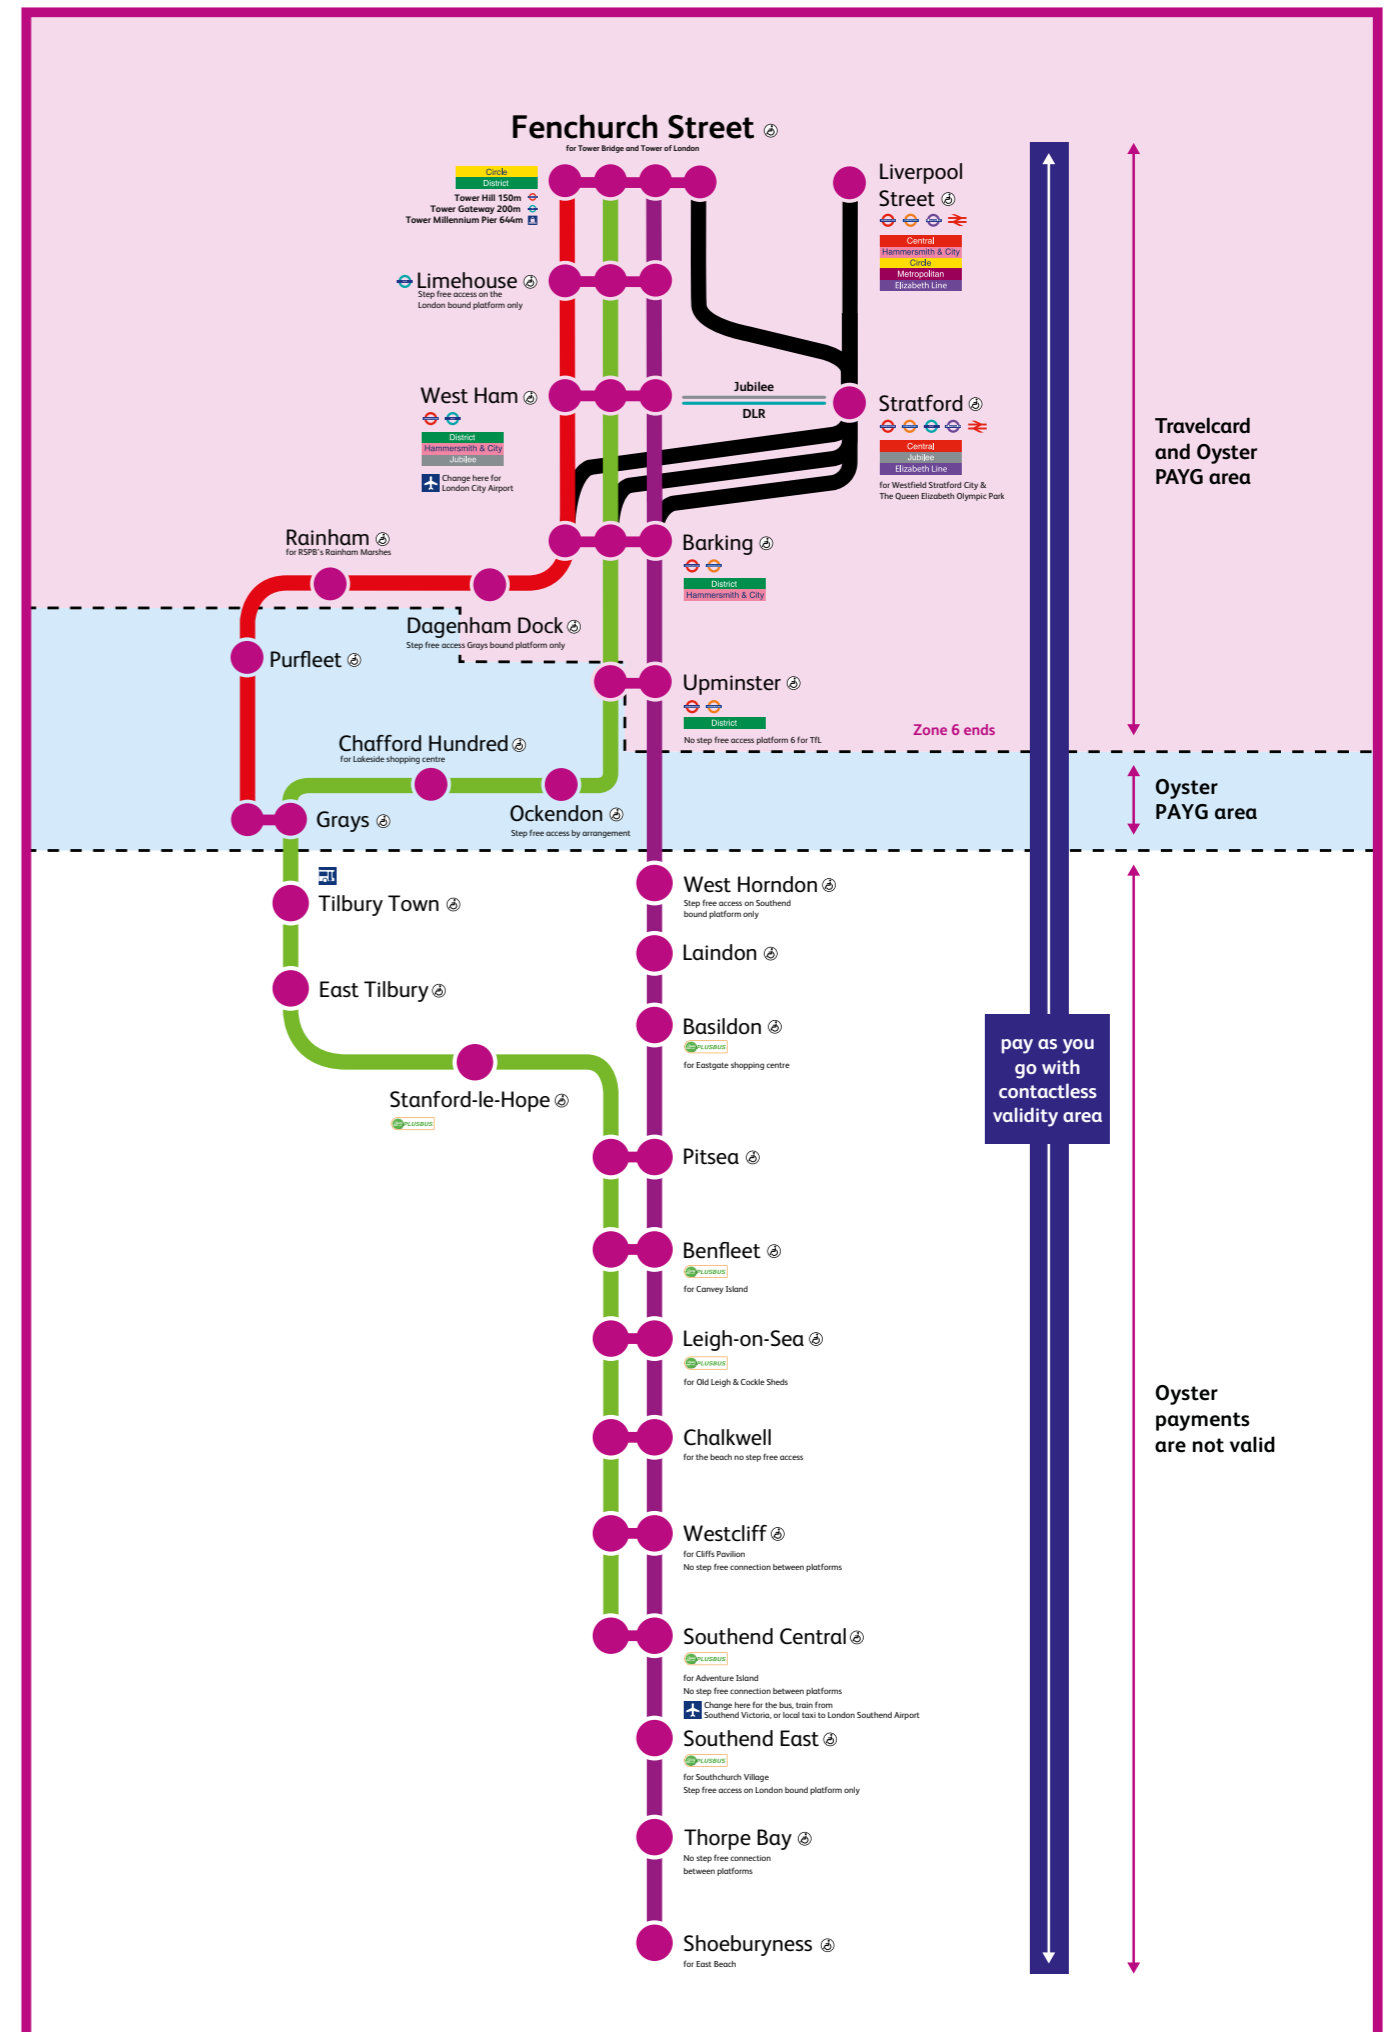 Fenchurch Street
for Tower Bridge and Tower of London
Circle
District
Tower Hill 150m
Tower Gateway 200m
Tower Millennium Pier 644m
Liverpool
Street
Central
Hammersmith & City
Circle
Metropolitan
Elizabeth Line
Limehouse
Step free access on the
London bound platform only
West Ham
District
Hammersmith & City
Jubilee
Change here for
London City Airport
Jubilee
DLR
Stratford
Central
Jubilee
Elizabeth Line
for Westfield Stratford City &
The Queen Elizabeth Olympic Park
Travelcard
and Oyster
PAYG area
Rainham
for RSPB's Rainham Marshes
Barking
District
Hammersmith & City
Dagenham Dock
Step free access Grays bound platform only
Purfleet
Upminster
District
No step free access platform 6 for TfL
Zone 6 ends
Chafford Hundred
for Lakeside shopping centre
Ockendon
Step free access by arrangement
Grays
Oyster
PAYG area
Tilbury Town
West Horndon
Step free access on Southend
bound platform only
Laindon
East Tilbury
Basildon
PLUSBUS
for Eastgate shopping centre
pay as you
go with
contactless
validity area
Stanford-le-Hope
PLUSBUS
Pitsea
Benfleet
PLUSBUS
for Canvey Island
Leigh-on-Sea
PLUSBUS
for Old Leigh & Cockle Sheds
Oyster
payments
are not valid
Chalkwell
for the beach no step free access
Westcliff
for Cliffs Pavilion
No step free connection between platforms
Southend Central
PLUSBUS
for Adventure Island
No step free connection between platforms
Change here for the bus, train from
Southend Victoria, or local taxi to London Southend Airport
Southend East
PLUSBUS
for Southchurch Village
Step free access on London bound platform only
Thorpe Bay
No step free connection
between platforms
Shoeburyness
for East Beach